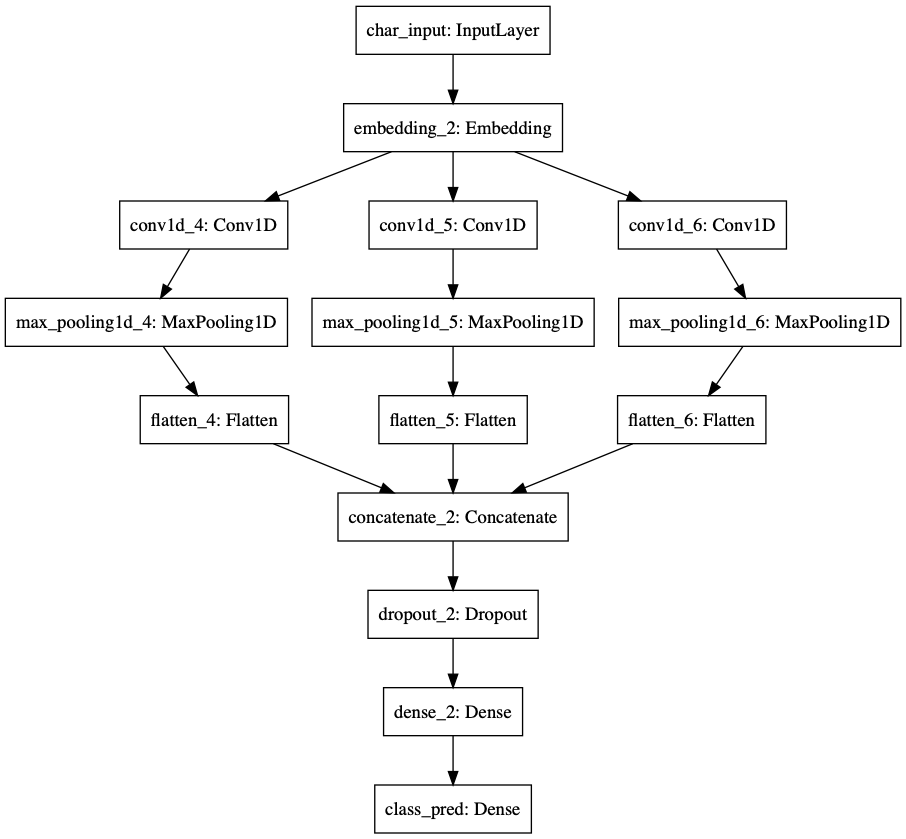 char_input: InputLayer
embedding_2: Embedding
conv1d_4: Conv1D
conv1d_5: Conv1D
conv1d_6: Conv1D
max_pooling1d_4: MaxPooling1D
max_pooling1d_5: MaxPooling1D
max_pooling1d_6: MaxPooling1D
flatten_4: Flatten
flatten_5: Flatten
flatten_6: Flatten
concatenate_2: Concatenate
dropout_2: Dropout
dense_2: Dense
class_pred: Dense